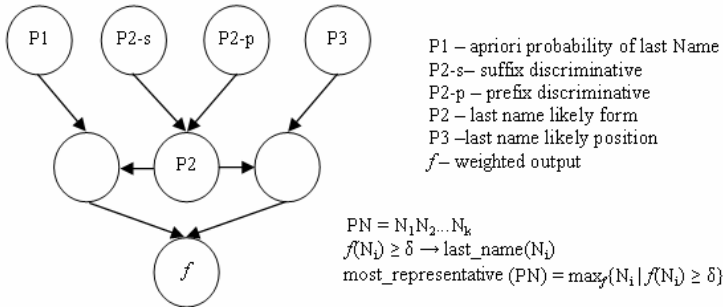 P1
P2-s
P2-p
P3
P2
f
P1 – apriori probability of last Name
P2-s– suffix discriminative
P2-p – prefix discriminative
P2 – last name likely form
P3 –last name likely position
f – weighted output
PN = N₁N₂...Nₖ
f(Nᵢ) ≥ δ → last_name(Nᵢ)
most_representative (PN) = max_f{Nᵢ | f(Nᵢ) ≥ δ}